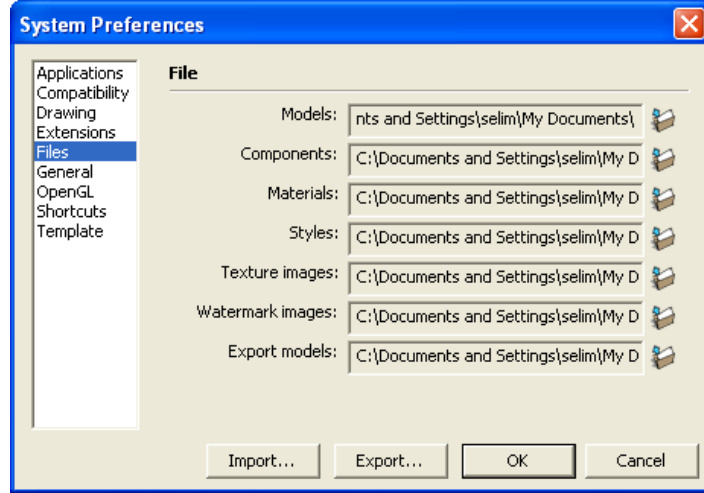 System Preferences
Applications
Compatibility
Drawing
Extensions
Files
General
OpenGL
Shortcuts
Template
File
Models: nts and Settings\selim\My Documents\
Components: C:\Documents and Settings\selim\My D
Materials: C:\Documents and Settings\selim\My D
Styles: C:\Documents and Settings\selim\My D
Texture images: C:\Documents and Settings\selim\My D
Watermark images: C:\Documents and Settings\selim\My D
Export models: C:\Documents and Settings\selim\My D
Import... Export... OK Cancel